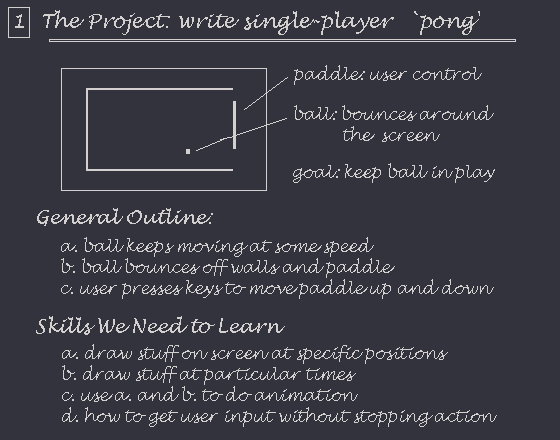 1 The Project: write single-player `pong'
paddle: user control
ball: bounces around
the screen
goal: keep ball in play
General Outline:
a. ball keeps moving at some speed
b. ball bounces off walls and paddle
c. user presses keys to move paddle up and down
Skills We Need to Learn
a. draw stuff on screen at specific positions
b. draw stuff at particular times
c. use a. and b. to do animation
d. how to get user input without stopping action